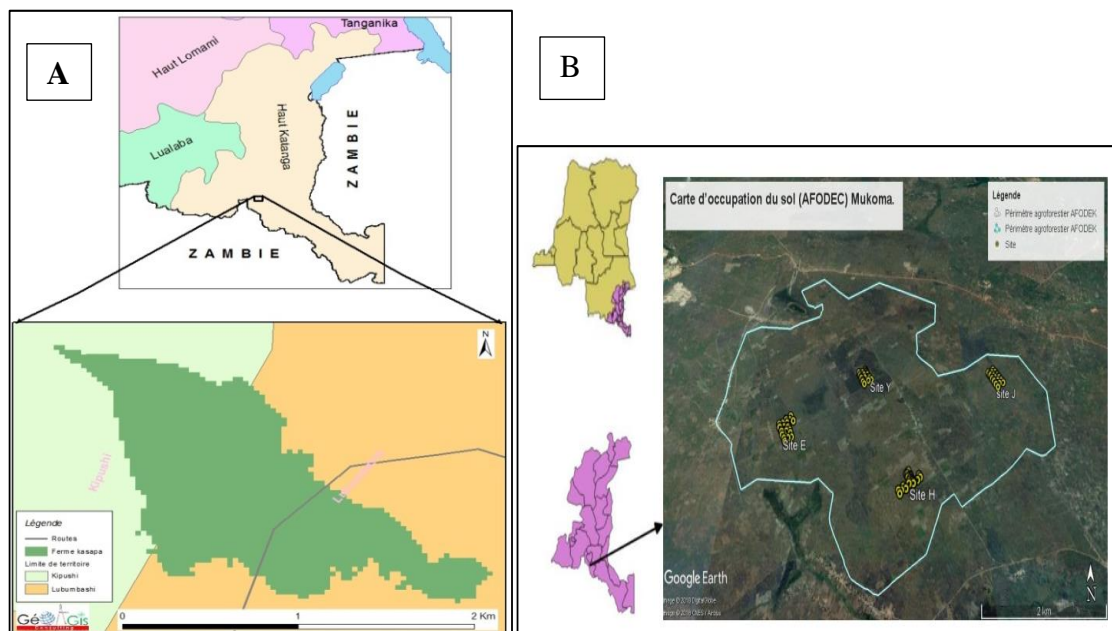 A
Tanganika
Haut Lomami
Haut Katanga
Lualaba
ZAMBIE
ZAMBIE
N
Kipushi
Légende
Routes
Ferme kasapa
Limite de territoire
Kipushi
Lubumbashi
GéO Gis
0 1 2 Km
B
Carte d'occupation du sol (AFODEC) Mukoma.
Légende
Périmètre agroforestier AFODEK
Périmètre agroforestier AFODEK
Site
Site Y
site J
Site E
Site H
Google Earth
N
2 km